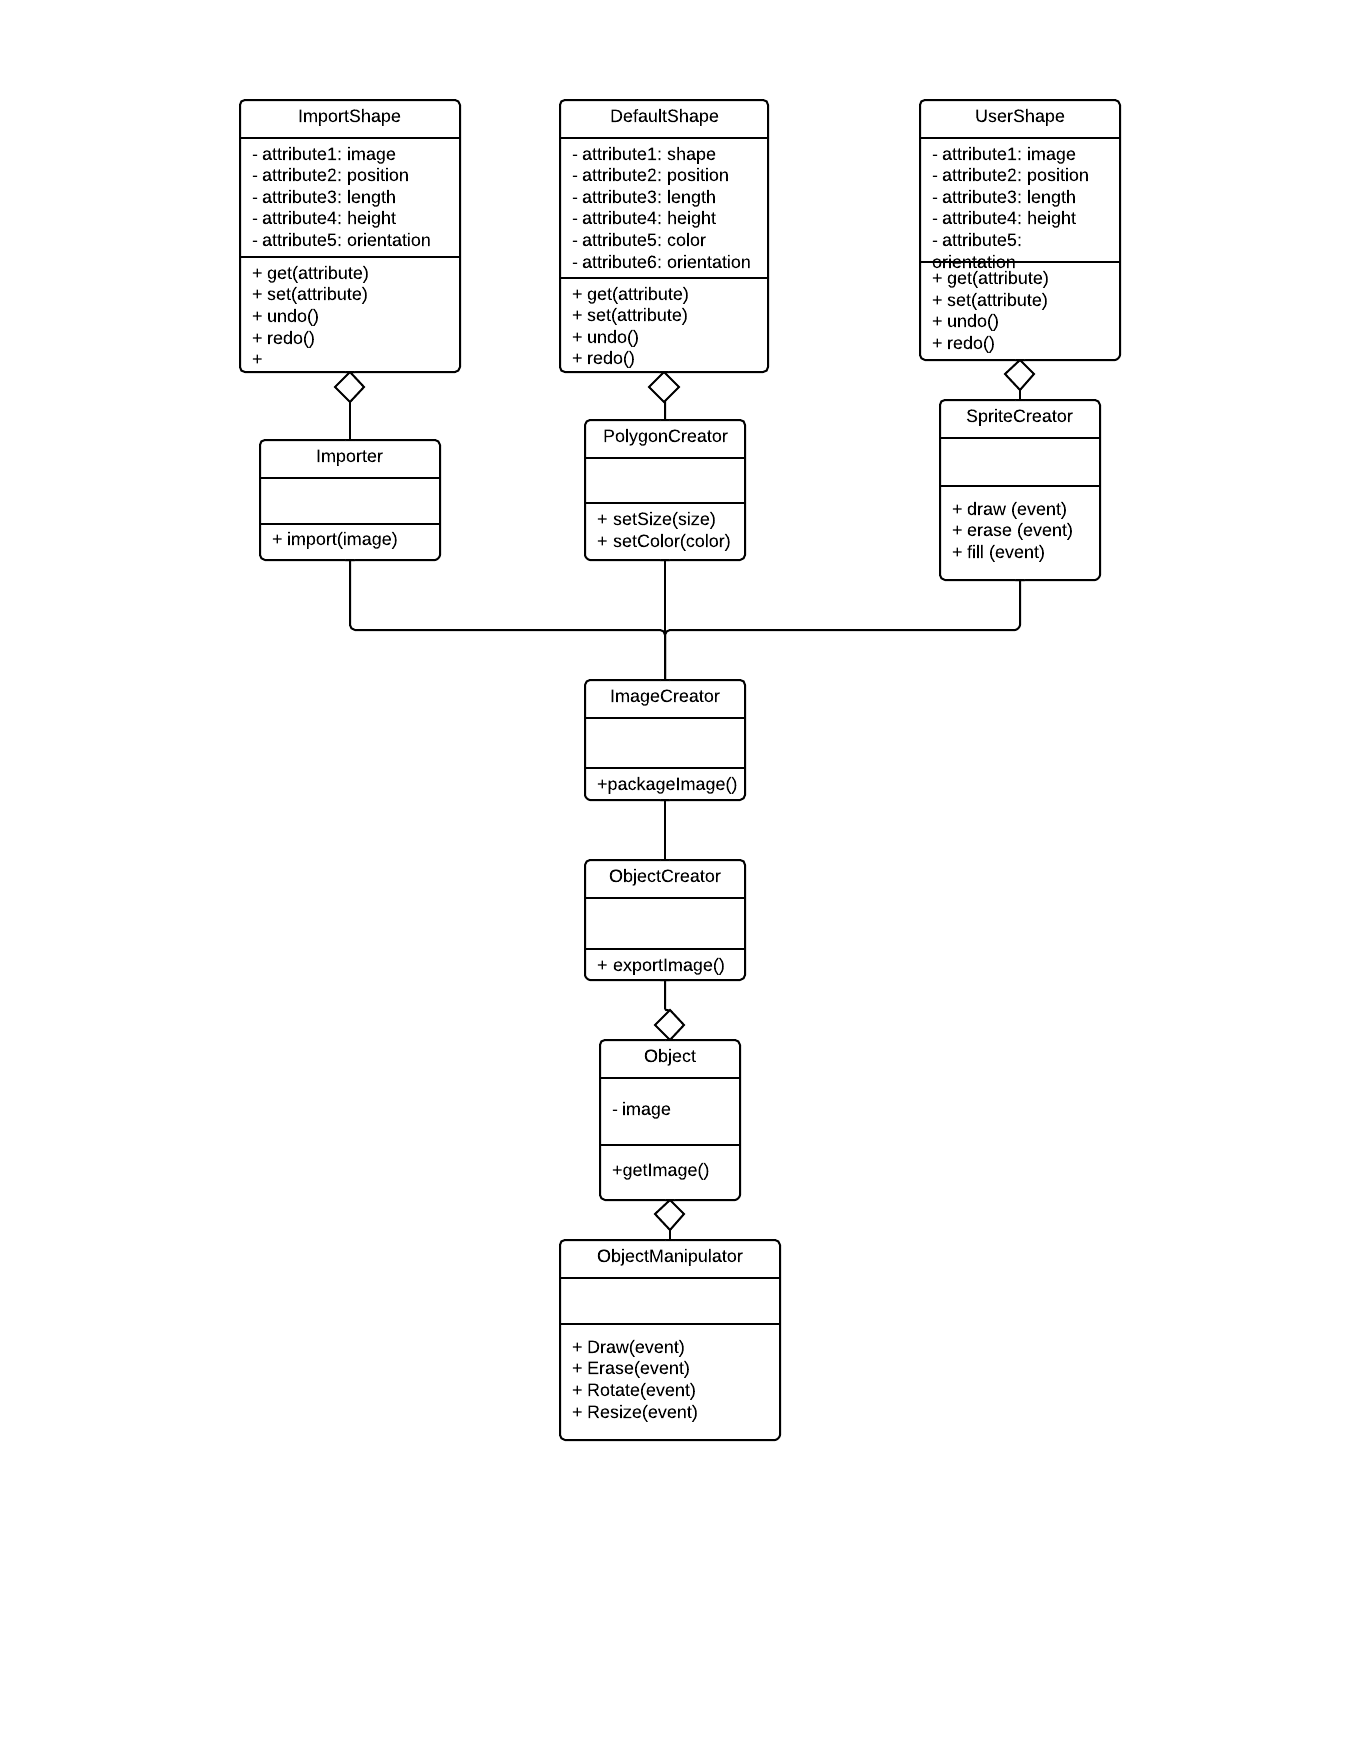 ImportShape
- attribute1: image
- attribute2: position
- attribute3: length
- attribute4: height
- attribute5: orientation
+ get(attribute)
+ set(attribute)
+ undo()
+ redo()
+
DefaultShape
- attribute1: shape
- attribute2: position
- attribute3: length
- attribute4: height
- attribute5: color
- attribute6: orientation
+ get(attribute)
+ set(attribute)
+ undo()
+ redo()
UserShape
- attribute1: image
- attribute2: position
- attribute3: length
- attribute4: height
- attribute5:
orientation
+ get(attribute)
+ set(attribute)
+ undo()
+ redo()
Importer
+ import(image)
PolygonCreator
+ setSize(size)
+ setColor(color)
SpriteCreator
+ draw (event)
+ erase (event)
+ fill (event)
ImageCreator
+packageImage()
ObjectCreator
+ exportImage()
Object
- image
+getImage()
ObjectManipulator
+ Draw(event)
+ Erase(event)
+ Rotate(event)
+ Resize(event)